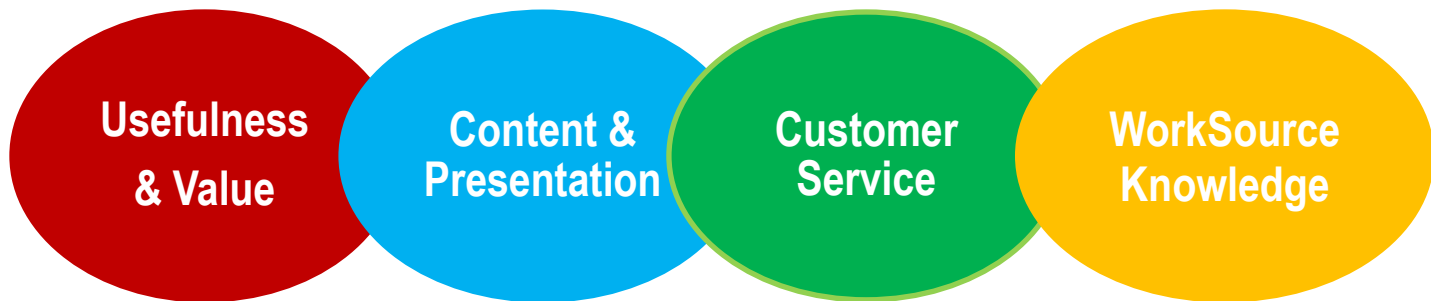 Usefulness
& Value
Content &
Presentation
Customer
Service
WorkSource
Knowledge